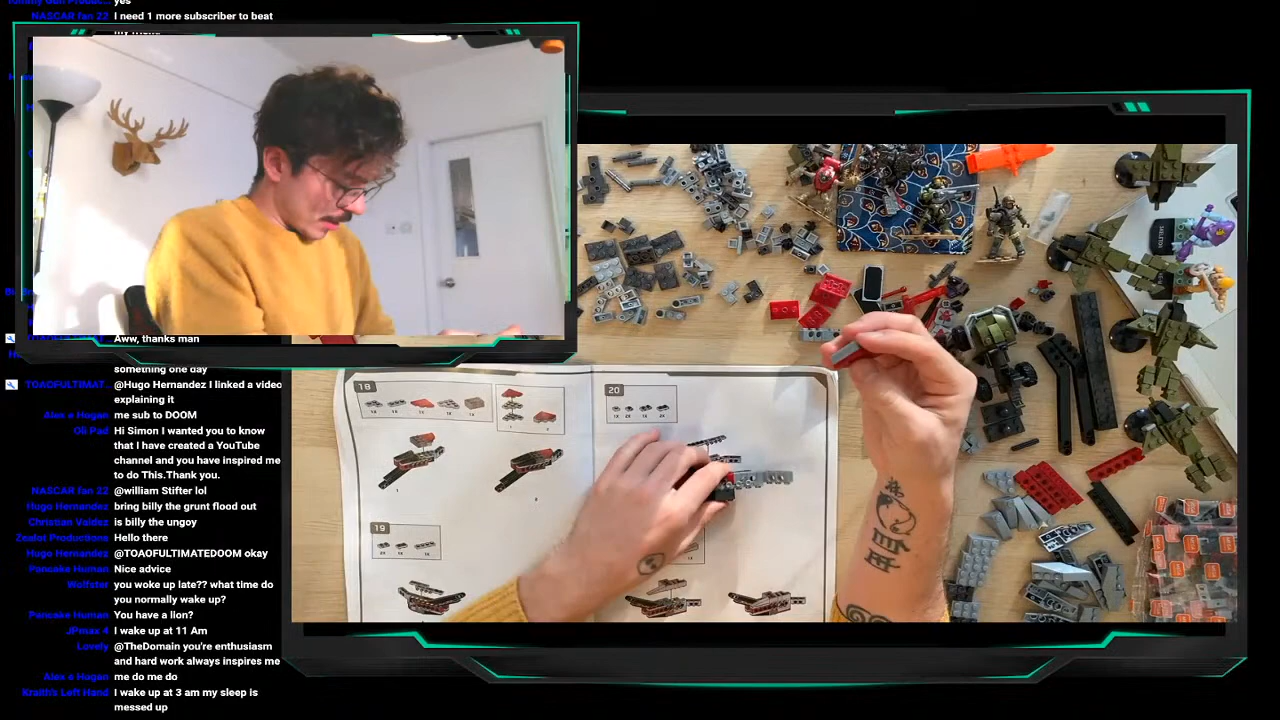 yes
NASCAR fan 22 I need 1 more subscriber to beat
Aww, thanks man
something one day
TOAOFULTIMAT... @Hugo Hernandez I linked a video
explaining it
Alex e Hogan me sub to DOOM
Oli Pad Hi Simon I wanted you to know
that I have created a YouTube
channel and you have inspired me
to do This.Thank you.
NASCAR fan 22 @william Stifter lol
Hugo Hernandez bring billy the grunt flood out
Christian Valdez is billy the ungoy
Zealot Productions Hello there
Hugo Hernandez @TOAOFULTIMATEDOOM okay
Pancake Human Nice advice
Wolfster you woke up late?? what time do
you normally wake up?
Pancake Human You have a lion?
JPmax 4 I wake up at 11 Am
Lovely @TheDomain you're enthusiasm
and hard work always inspires me
Alex e Hogan me do me do
Kraith's Left Hand I wake up at 3 am my sleep is
messed up
18
20
19